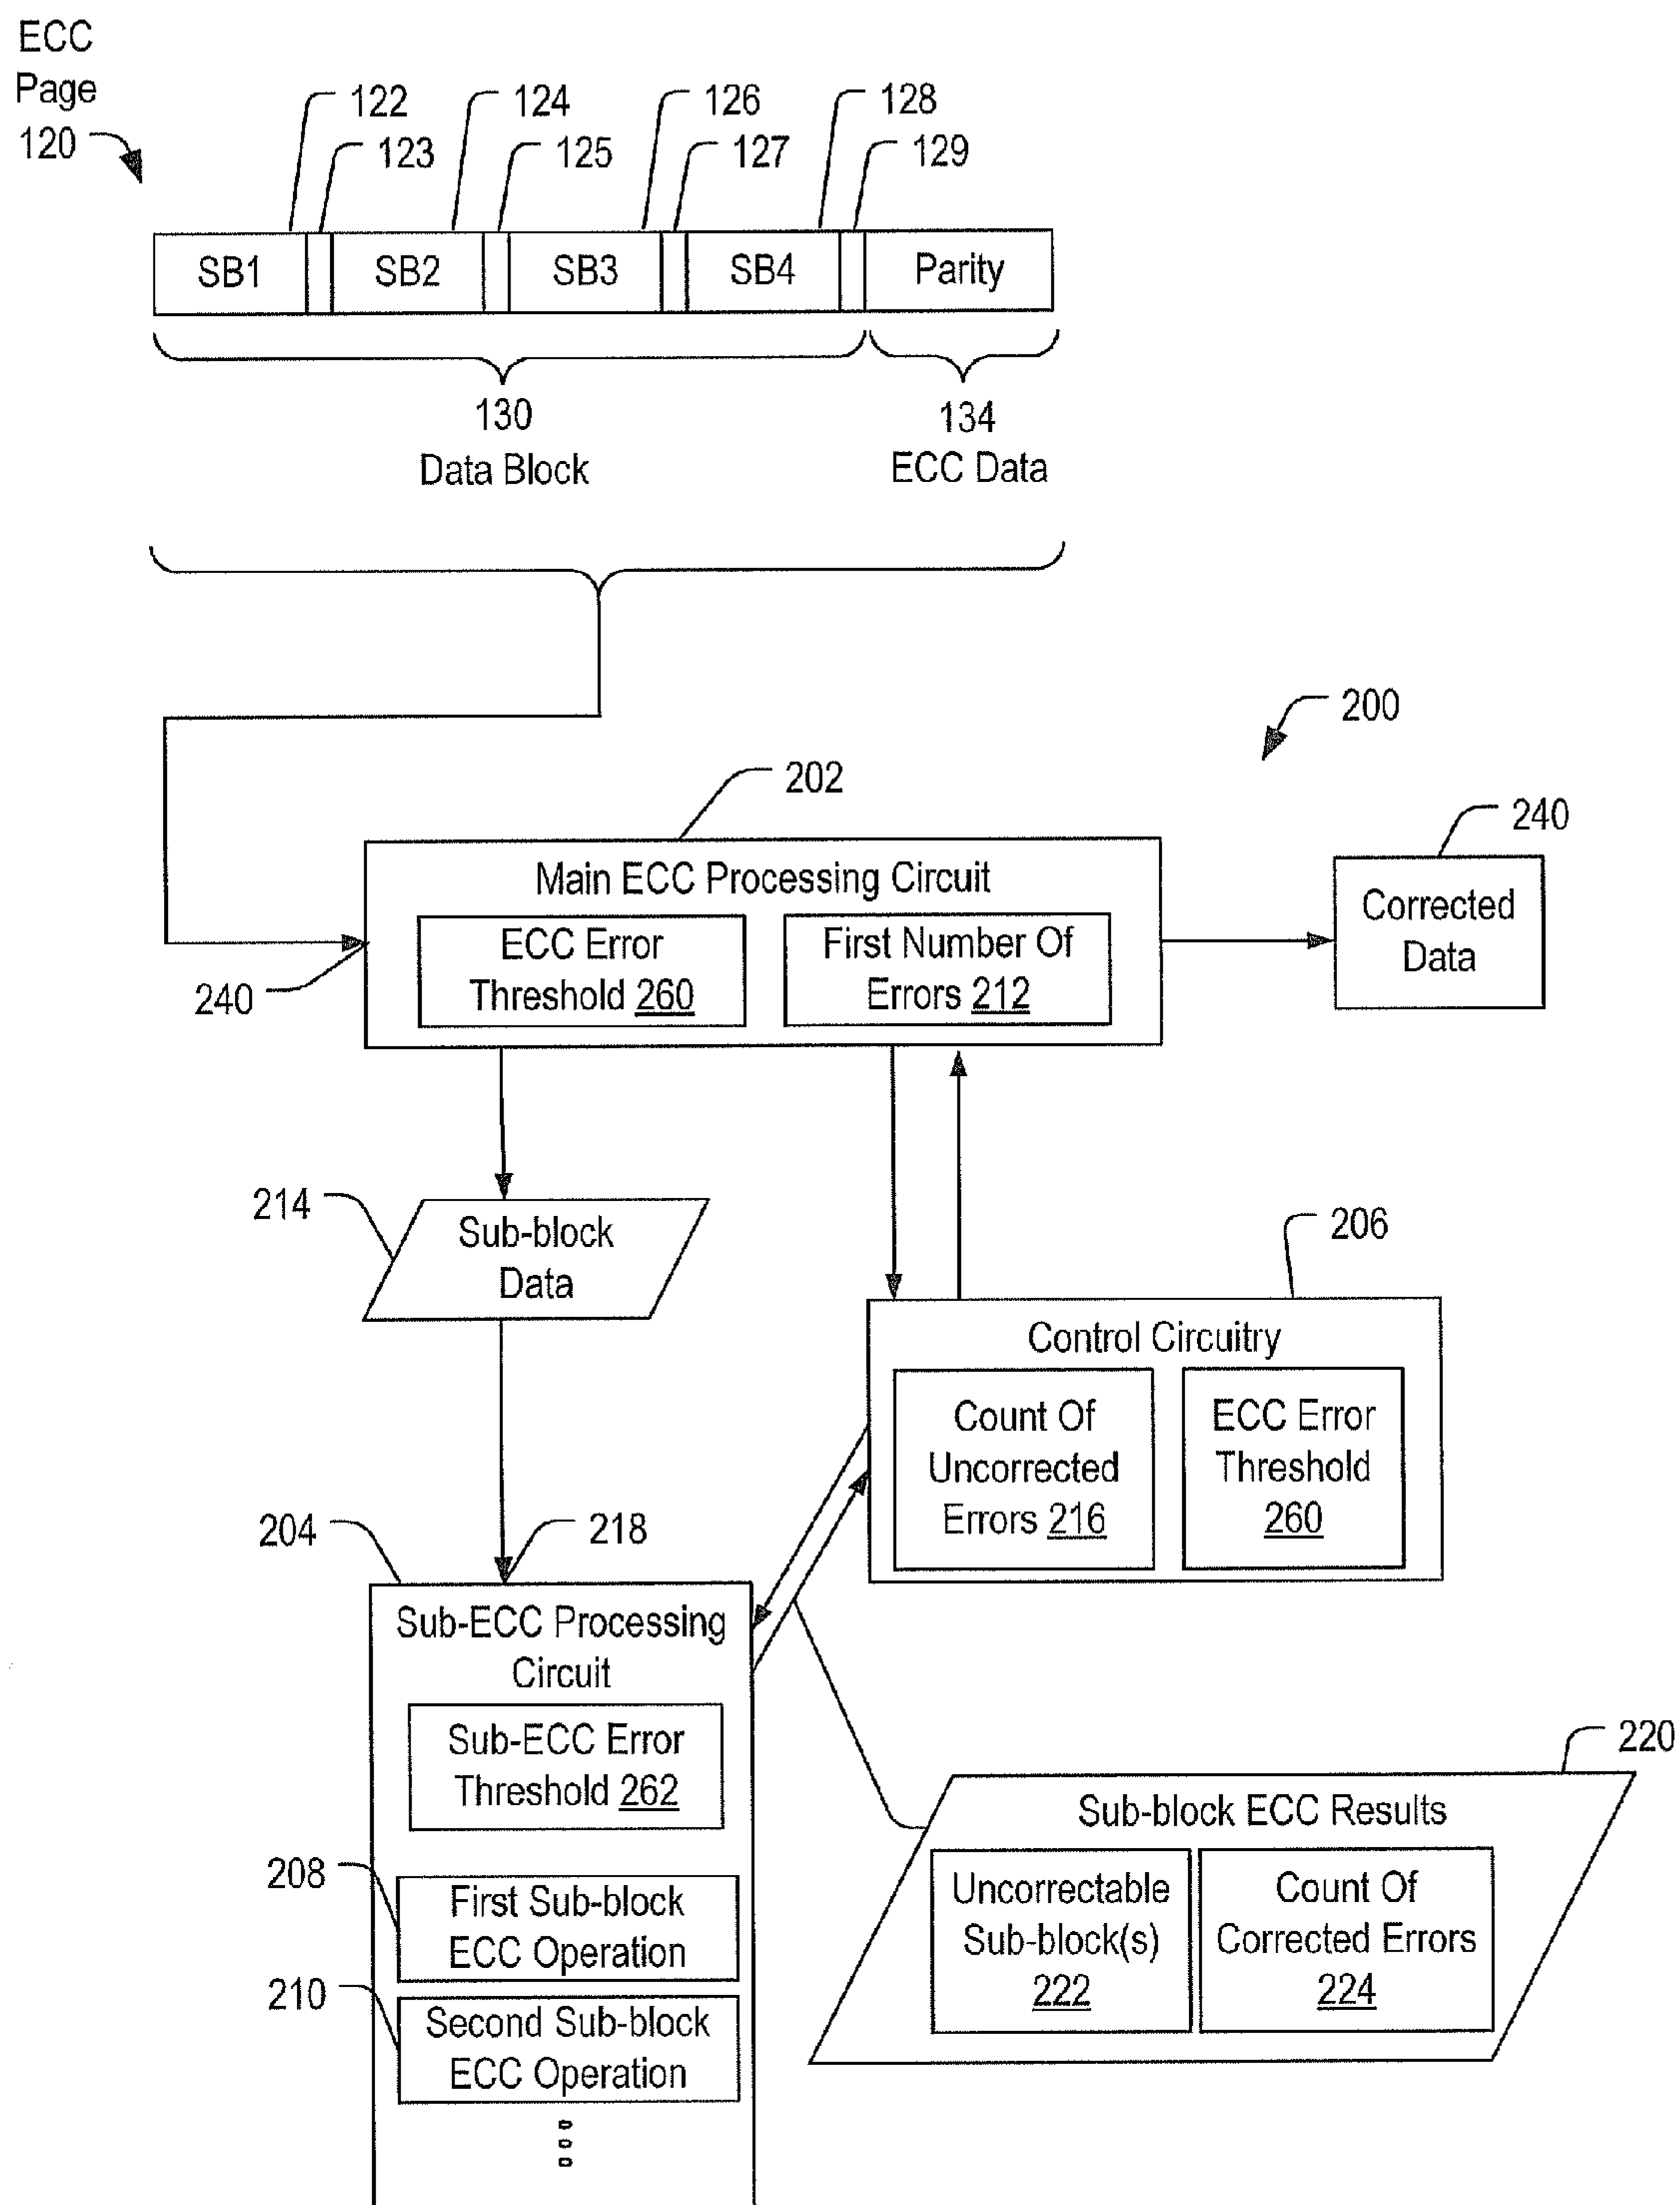 ECC
Page
120
122
124
126
128
123
125
127
129
SB1
SB2
SB3
SB4
Parity
130
Data Block
134
ECC Data
200
202
240
Main ECC Processing Circuit
ECC Error
Threshold 260
First Number Of
Errors 212
Corrected
Data
240
214
Sub-block
Data
206
Control Circuitry
Count Of
Uncorrected
Errors 216
ECC Error
Threshold
260
204
218
Sub-ECC Processing
Circuit
Sub-ECC Error
Threshold 262
220
Sub-block ECC Results
Uncorrectable
Sub-block(s)
222
Count Of
Corrected Errors
224
208
First Sub-block
ECC Operation
210
Second Sub-block
ECC Operation